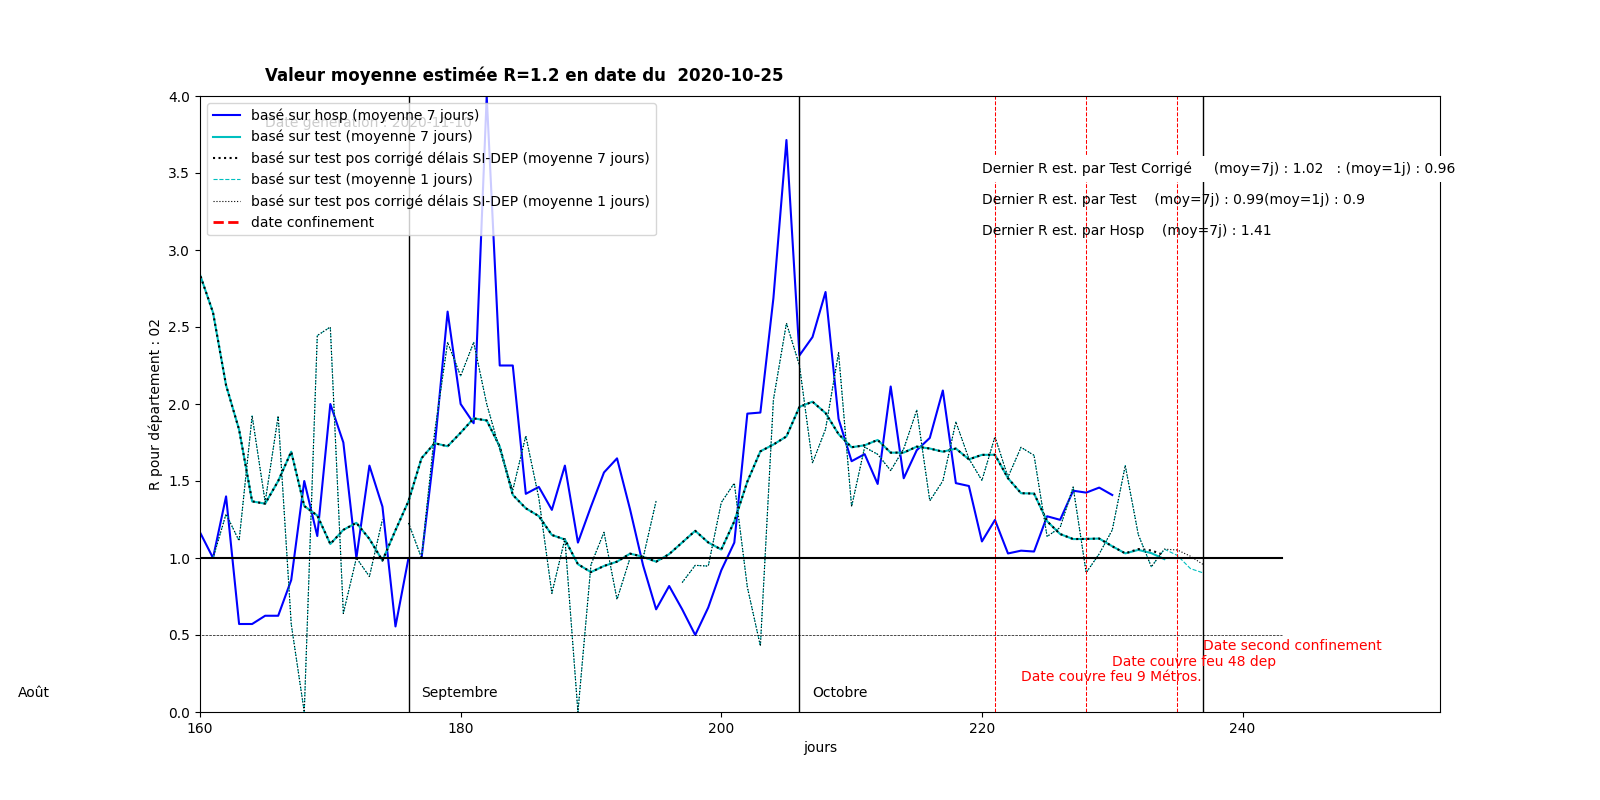 Valeur moyenne estimée R=1.2 en date du  2020-10-25
Date génération : 2020-11-10
basé sur hosp (moyenne 7 jours)
basé sur test (moyenne 7 jours)
basé sur test pos corrigé délais SI-DEP (moyenne 7 jours)
basé sur test (moyenne 1 jours)
basé sur test pos corrigé délais SI-DEP (moyenne 1 jours)
date confinement
Dernier R est. par Test Corrigé (moy=7j) : 1.02 : (moy=1j) : 0.96
Dernier R est. par Test (moy=7j) : 0.99(moy=1j) : 0.9
Dernier R est. par Hosp (moy=7j) : 1.41
4.0
3.5
3.0
2.5
2.0
1.5
1.0
0.5
0.0
R pour département : 02
Date second confinement
Date couvre feu 48 dep
Date couvre feu 9 Métros.
Août
Septembre
Octobre
160
180
200
220
240
jours